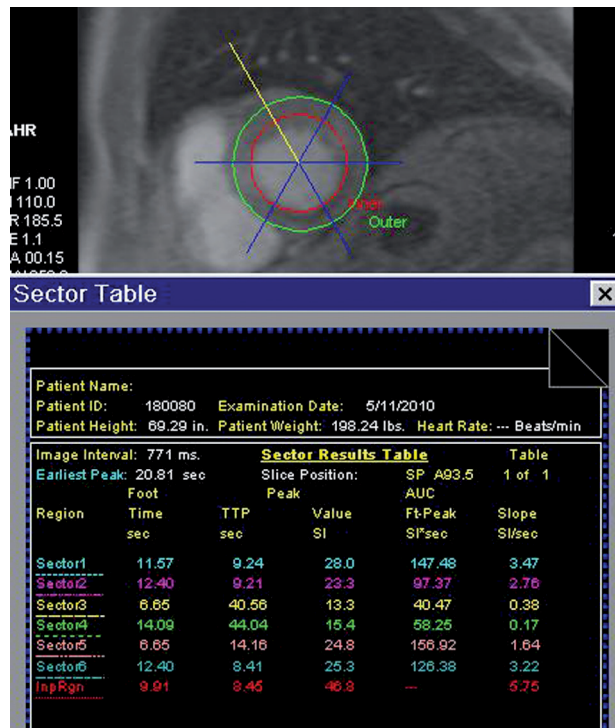 AHR
IF 1.00
110.0
R 185.5
E 1.1
A 00.15
Inner
Outer
Sector Table
Patient Name:
Patient ID: 180080 Examination Date: 5/11/2010
Patient Height: 69.29 in. Patient Weight: 198.24 lbs. Heart Rate: --- Beats/min
Image Interval: 771 ms. Sector Results Table Table
Earliest Peak: 20.81 sec Slice Position: SP A93.5 1 of 1
Foot Peak AUC
Region Time TTP Value Ft-Peak Slope
sec sec SI SI*sec SI/sec
Sector1 11.57 9.24 28.0 147.48 3.47
Sector2 12.40 9.21 23.3 97.37 2.76
Sector3 6.65 40.56 13.3 40.47 0.38
Sector4 14.09 44.04 15.4 58.25 0.17
Sector5 6.65 14.16 24.8 156.92 1.64
Sector6 12.40 8.41 25.3 126.38 3.22
InpRgn 9.91 8.45 46.8 --- 5.75